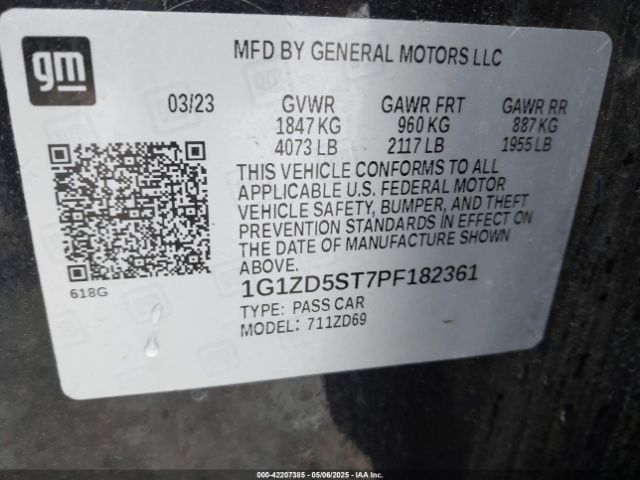 gm
MFD BY GENERAL MOTORS LLC
03/23 GVWR GAWR FRT GAWR RR
1847 KG 960 KG 887 KG
4073 LB 2117 LB 1955 LB
THIS VEHICLE CONFORMS TO ALL
APPLICABLE U.S. FEDERAL MOTOR
VEHICLE SAFETY, BUMPER, AND THEFT
PREVENTION STANDARDS IN EFFECT ON
THE DATE OF MANUFACTURE SHOWN
ABOVE.
618G
1G1ZD5ST7PF182361
TYPE: PASS CAR
MODEL: 711ZD69
000-42207385 - 05/06/2025 - IAAI.COM